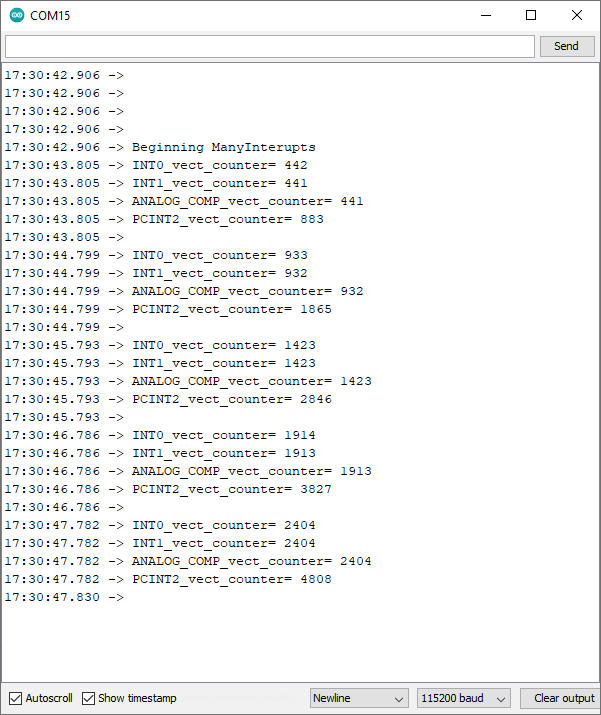 COM15
Send
17:30:42.906 ->
17:30:42.906 ->
17:30:42.906 ->
17:30:42.906 ->
17:30:42.906 -> Beginning ManyInterupts
17:30:43.805 -> INT0_vect_counter= 442
17:30:43.805 -> INT1_vect_counter= 441
17:30:43.805 -> ANALOG_COMP_vect_counter= 441
17:30:43.805 -> PCINT2_vect_counter= 883
17:30:43.805 ->
17:30:44.799 -> INT0_vect_counter= 933
17:30:44.799 -> INT1_vect_counter= 932
17:30:44.799 -> ANALOG_COMP_vect_counter= 932
17:30:44.799 -> PCINT2_vect_counter= 1865
17:30:44.799 ->
17:30:45.793 -> INT0_vect_counter= 1423
17:30:45.793 -> INT1_vect_counter= 1423
17:30:45.793 -> ANALOG_COMP_vect_counter= 1423
17:30:45.793 -> PCINT2_vect_counter= 2846
17:30:45.793 ->
17:30:46.786 -> INT0_vect_counter= 1914
17:30:46.786 -> INT1_vect_counter= 1913
17:30:46.786 -> ANALOG_COMP_vect_counter= 1913
17:30:46.786 -> PCINT2_vect_counter= 3827
17:30:46.786 ->
17:30:47.782 -> INT0_vect_counter= 2404
17:30:47.782 -> INT1_vect_counter= 2404
17:30:47.782 -> ANALOG_COMP_vect_counter= 2404
17:30:47.782 -> PCINT2_vect_counter= 4808
17:30:47.830 ->
Autoscroll Show timestamp Newline 115200 baud Clear output